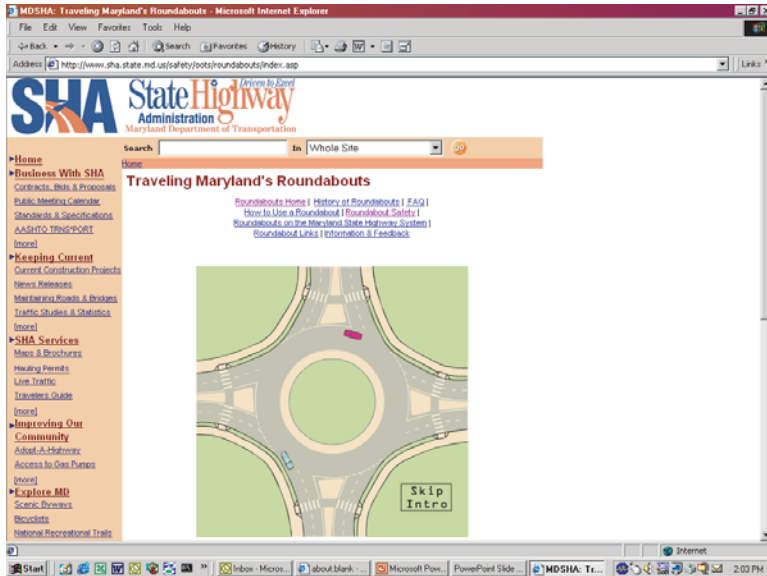 MDSHA: Traveling Maryland's Roundabouts - Microsoft Internet Explorer
File Edit View Favorites Tools Help
Back Search Favorites History
Address http://www.sha.state.md.us/safety/oots/roundabouts/index.asp Links
SHA State Highway Driven to Excel
Administration
Maryland Department of Transportation
Search In Whole Site GO
Home
Traveling Maryland's Roundabouts
Roundabouts Home | History of Roundabouts | FAQ |
How to Use a Roundabout | Roundabout Safety |
Roundabouts on the Maryland State Highway System |
Roundabout Links | Information & Feedback
Home
Business With SHA
Contracts, Bids & Proposals
Public Meeting Calendar
Standards & Specifications
AASHTO TRNS*PORT
[more]
Keeping Current
Current Construction Projects
News Releases
Maintaining Roads & Bridges
Traffic Studies & Statistics
[more]
SHA Services
Maps & Brochures
Hauling Permits
Live Traffic
Travelers Guide
[more]
Improving Our
Community
Adopt-A-Highway
Access to Gas Pumps
[more]
Explore MD
Scenic Byways
Bicyclists
National Recreational Trails
Skip
Intro
Internet
Start Inbox - Micros... about:blank - ... Microsoft Pow... PowerPoint Slide ... MDSHA: Tr... 2:03 PM